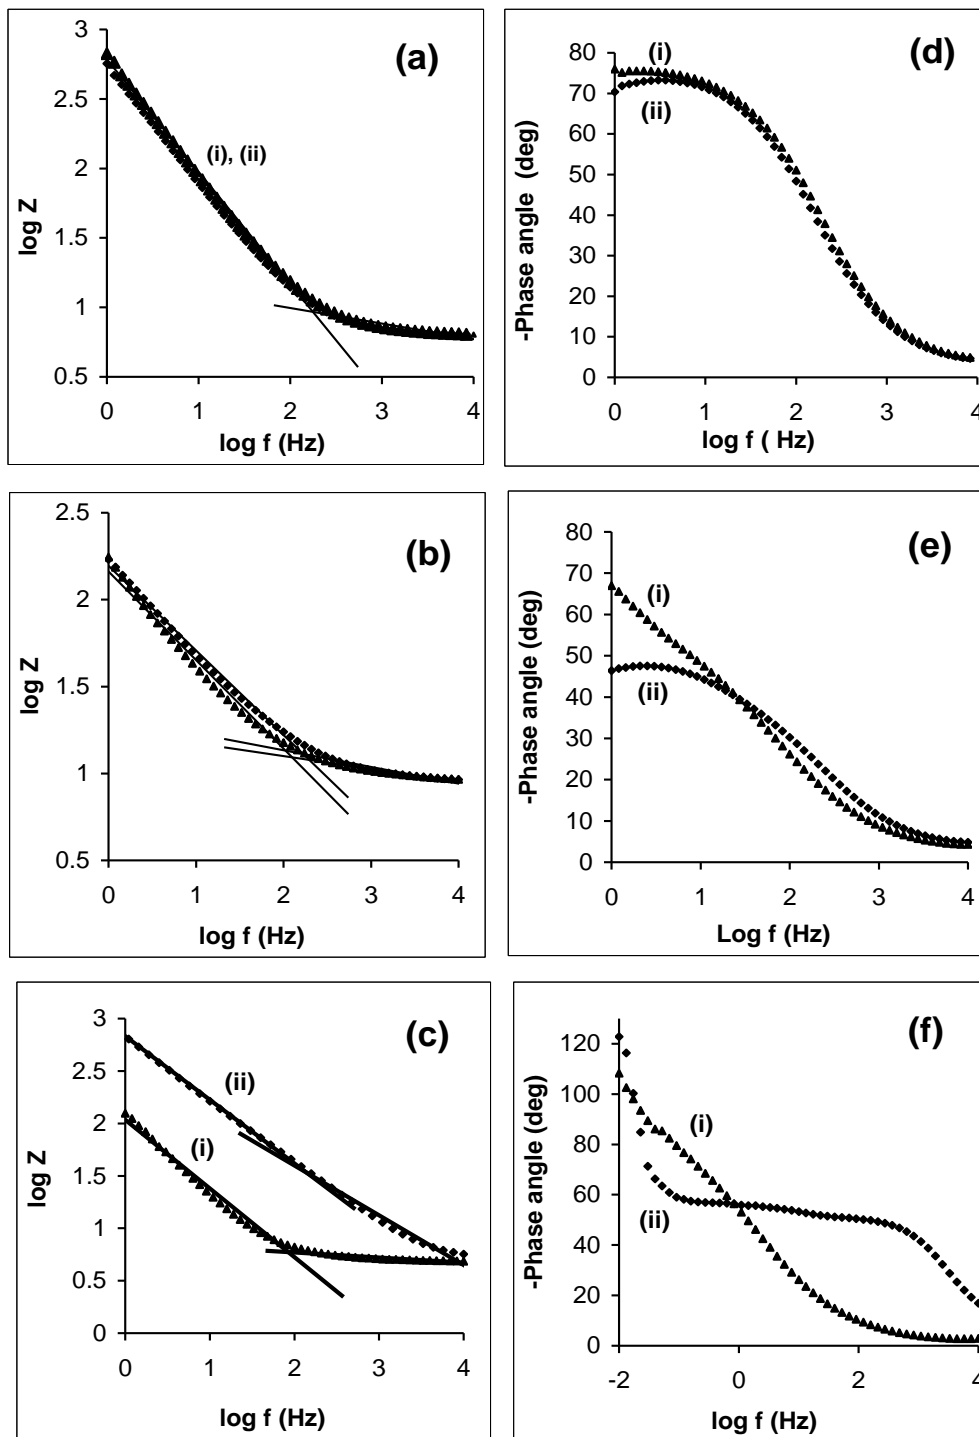 (a)
3
2.5
2
1.5
1
0.5
log Z
(i), (ii)
0 1 2 3 4
log f (Hz)
(d)
80
70
60
50
40
30
20
10
0
-Phase angle (deg)
(i)
(ii)
0 1 2 3 4
log f ( Hz)
(b)
2.5
2
1.5
1
0.5
log Z
0 1 2 3 4
log f (Hz)
(e)
80
70
60
50
40
30
20
10
0
-Phase angle (deg)
(i)
(ii)
0 1 2 3 4
Log f (Hz)
(c)
3
2.5
2
1.5
1
0.5
0
log Z
(ii)
(i)
0 1 2 3 4
log f (Hz)
(f)
120
100
80
60
40
20
0
-Phase angle (deg)
(i)
(ii)
-2 0 2 4
log f (Hz)